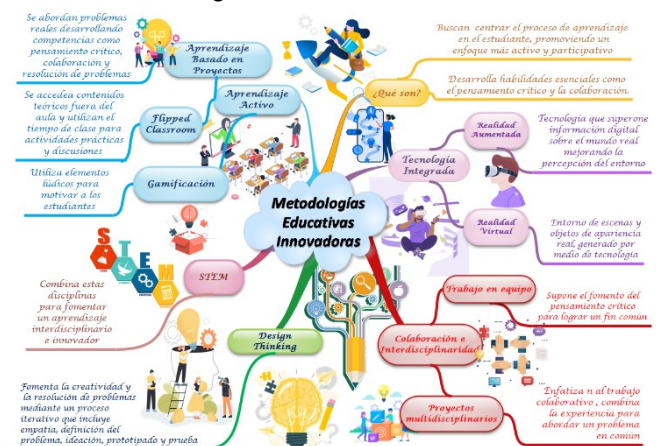 Se abordan problemas
reales desarrollando
competencias como
pensamiento crítico,
colaboración y
resolución de problemas
Aprendizaje
Basado en
Proyectos
Se accedea contenidos
teóricos fuera del
aula y utilizan el
tiempo de clase para
actividades prácticas
y discusiones
Flipped
Classroom
Aprendizaje
Activo
Utiliza elementos
lúdicos para
motivar a los
estudiantes
Gamificación
STEM
STEM
Combina estas
disciplinas
para fomentar
un aprendizaje
interdisciplinario
e innovador
Design
Thinking
Fomenta la creatividad y
la resolución de problemas
mediante un proceso
iterativo que incluye
empatía, definición del
problema, ideación, prototipado y prueba
Metodologías
Educativas
Innovadoras
¿Qué son?
Buscan centrar el proceso de aprendizaje
en el estudiante, promoviendo un
enfoque más activo y participativo
Desarrolla habilidades esenciales como
el pensamiento crítico y la colaboración.
Tecnología
Integrada
Realidad
Aumentada
Tecnología que superone
información digital
sobre el mundo real
mejorando la
percepción del entorno
Realidad
Virtual
Entorno de escenas y
objetos de apariencia
real, generado por
medio de tecnología
Colaboración e
Interdisciplinaridad
Trabajo en equipo
Supone el fomento del
pensamiento crítico
para lograr un fin común
Proyectos
multidisciplinarios
Enfatiza n al trabajo
colaborativo , combina
la experiencia para
abordar un problema
en común